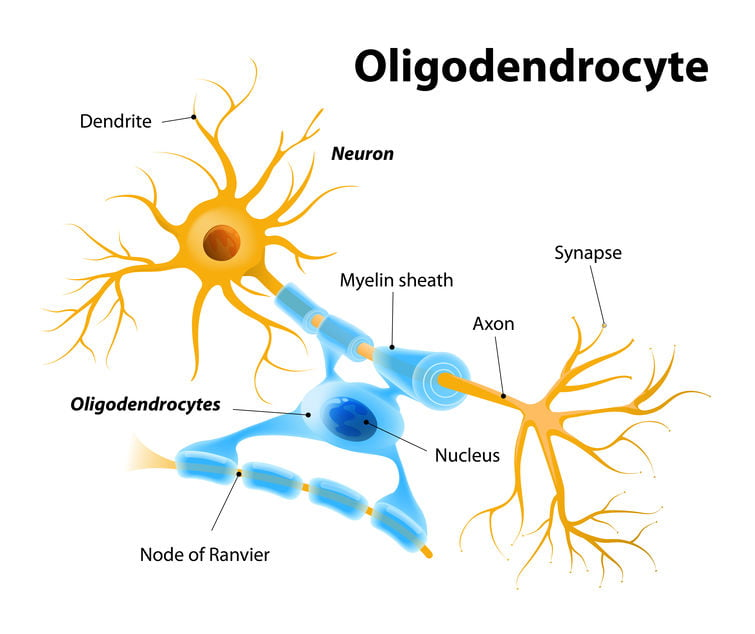 Oligodendrocyte
Dendrite
Neuron
Synapse
Myelin sheath
Axon
Oligodendrocytes
Nucleus
Node of Ranvier